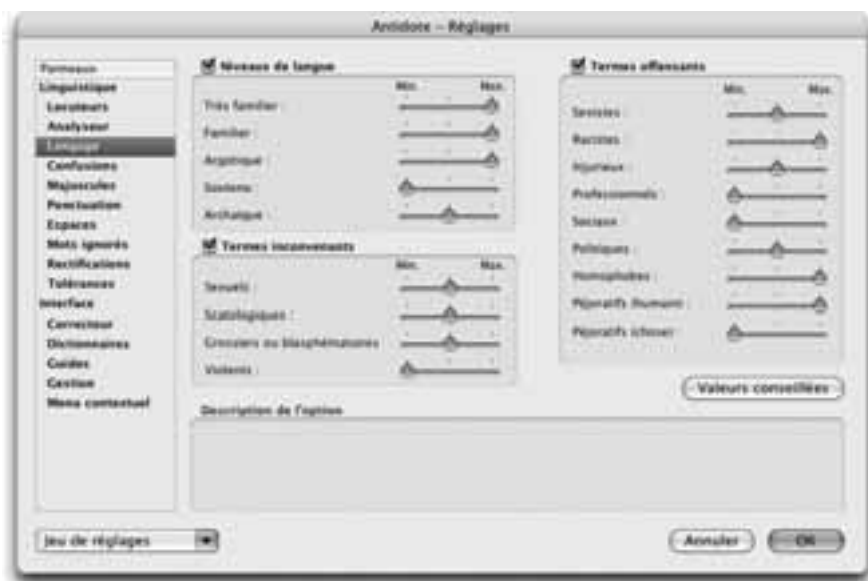 Antidote – Réglages
Panneaux
Linguistique
Locuteurs
Analyseur
Langage
Confusions
Majuscules
Ponctuation
Espaces
Mots ignorés
Rectifications
Tolérances
Interface
Correcteur
Dictionnaires
Guides
Gestion
Menu contextuel
Niveaux de langue
Min. Max.
Très familier :
Familier :
Argotique :
Soutenu :
Archaïque :
Termes inconvenants
Min. Max.
Sexuels :
Scatologiques :
Grossiers ou blasphématoires
Violents :
Termes offensants
Min. Max.
Sexistes :
Racistes :
Injurieux :
Professionnels :
Sociaux :
Politiques :
Homophobes :
Péjoratifs (humain) :
Péjoratifs (chose) :
Valeurs conseillées
Description de l'option
Jeu de réglages
Annuler
OK